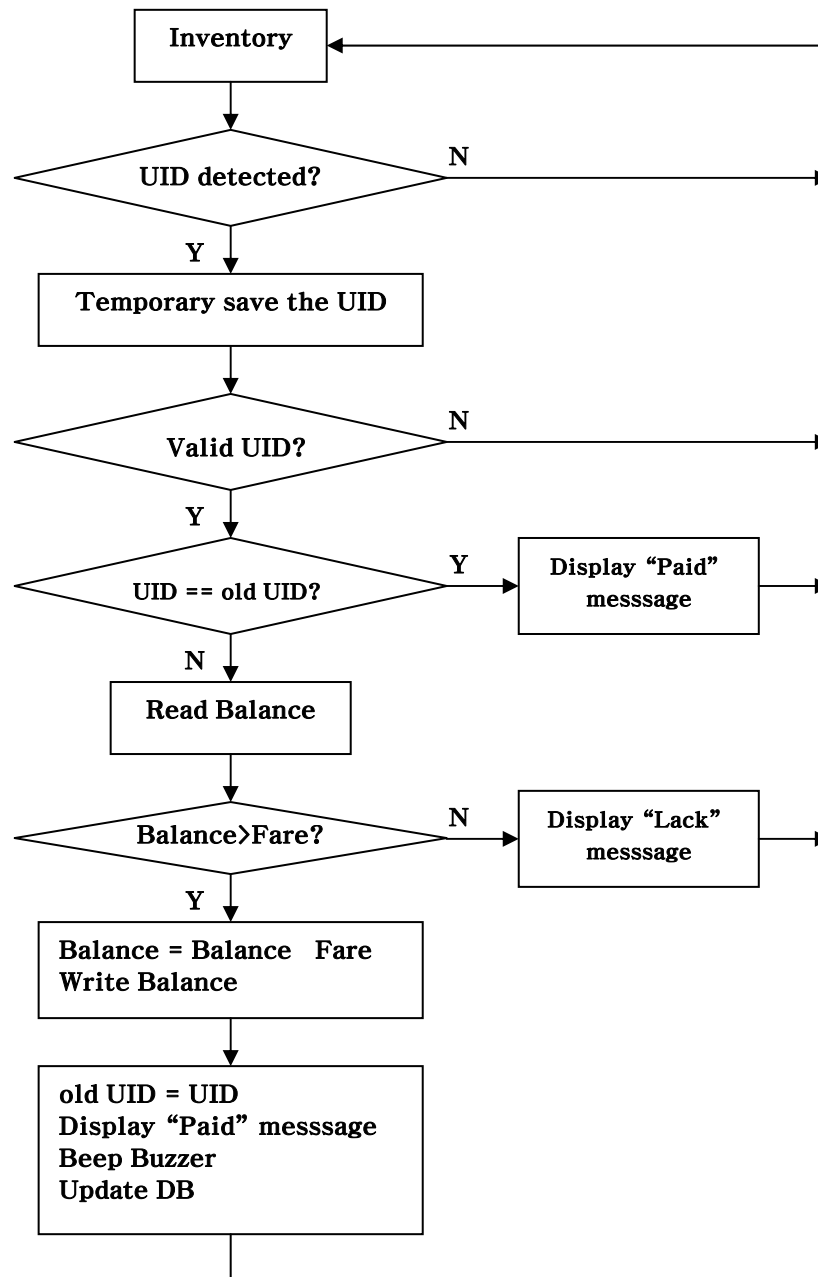 Inventory
N
UID detected?
Y
Temporary save the UID
N
Valid UID?
Y
Y
UID == old UID?
Display “Paid”
messsage
N
Read Balance
N
Balance>Fare?
Display “Lack”
messsage
Y
Balance = Balance Fare
Write Balance
old UID = UID
Display “Paid” messsage
Beep Buzzer
Update DB